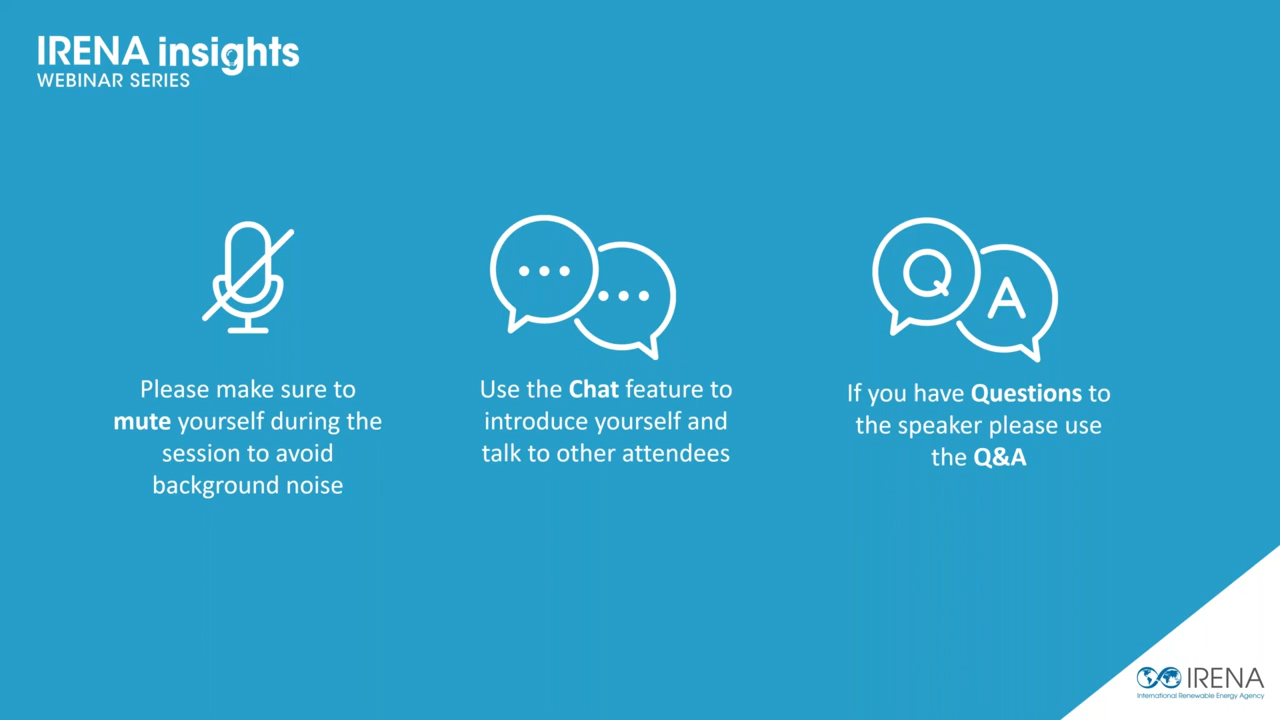 IRENA insights
WEBINAR SERIES
Q
A
Please make sure to
mute yourself during the
session to avoid
background noise
Use the Chat feature to
introduce yourself and
talk to other attendees
If you have Questions to
the speaker please use
the Q&A
IRENA
International Renewable Energy Agency